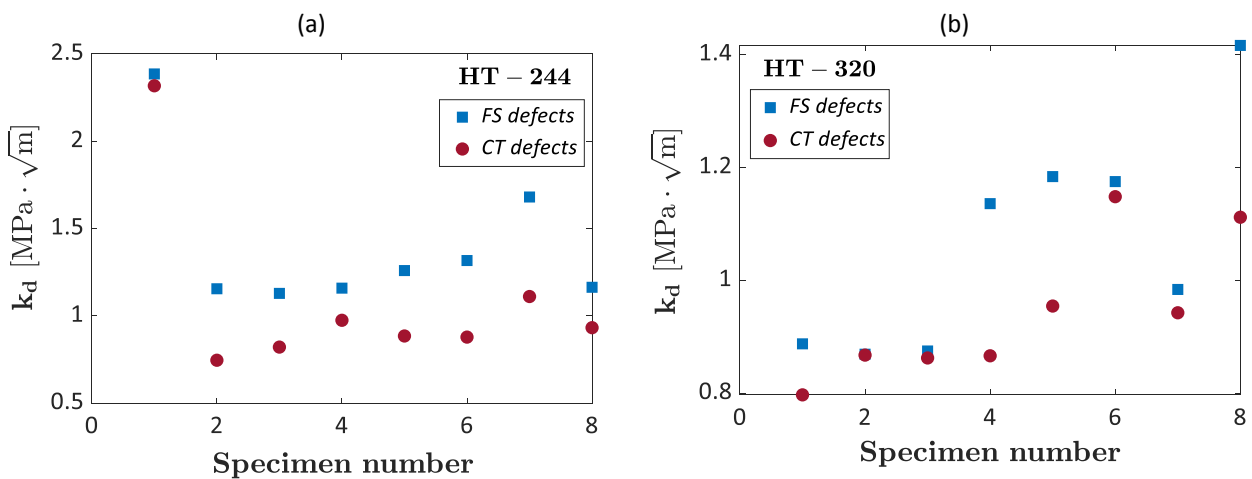 (a)
HT – 244
FS defects
CT defects
k_d [MPa · √m]
2.5
2
1.5
1
0.5
0 2 4 6 8
Specimen number
(b)
HT – 320
FS defects
CT defects
k_d [MPa · √m]
1.4
1.2
1
0.8
0 2 4 6 8
Specimen number